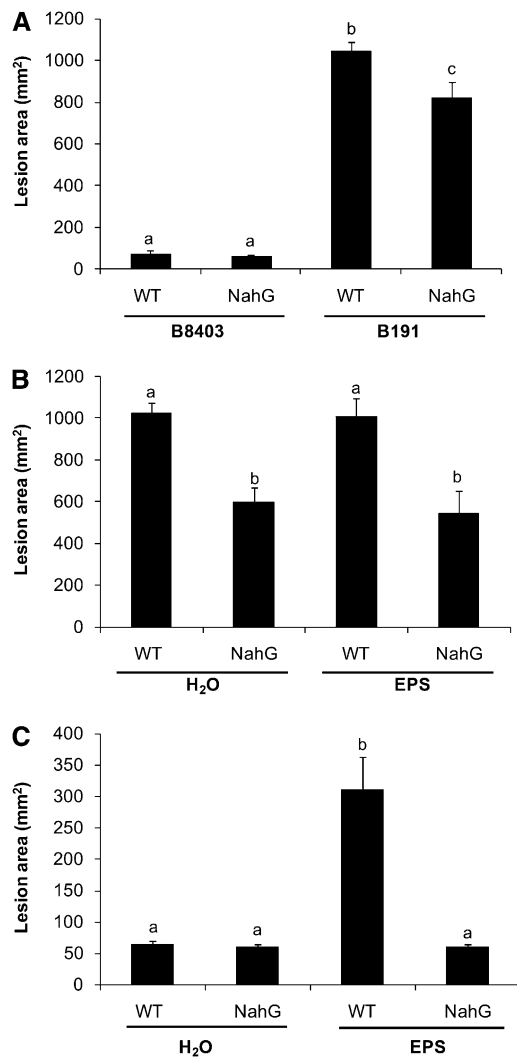 A
Lesion area (mm²)
1200
1000
800
600
400
200
0
a
a
b
c
WT
NahG
WT
NahG
B8403
B191
B
Lesion area (mm²)
1200
1000
800
600
400
200
0
a
b
a
b
WT
NahG
WT
NahG
H₂O
EPS
C
Lesion area (mm²)
400
350
300
250
200
150
100
50
0
a
a
b
a
WT
NahG
WT
NahG
H₂O
EPS